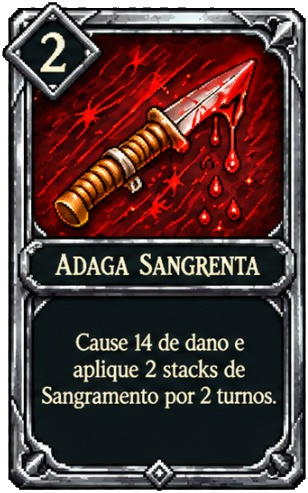 2
ADAGA SANGRENTA
Cause 14 de dano e
aplique 2 stacks de
Sangramento por 2 turnos.